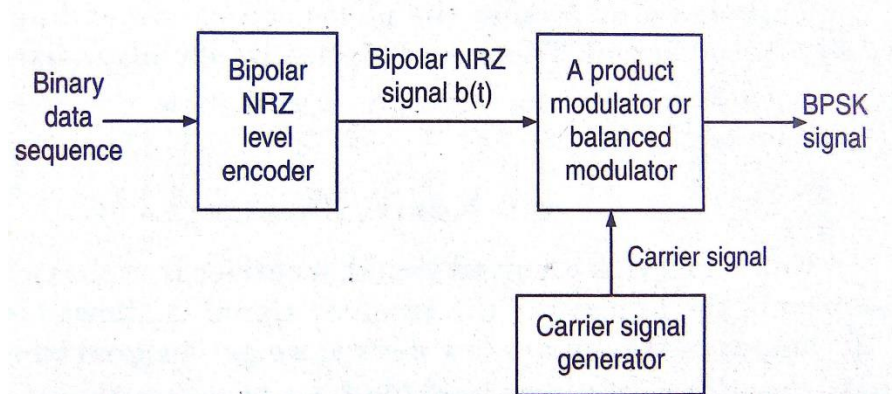 Binary
data
sequence
Bipolar
NRZ
level
encoder
Bipolar NRZ
signal b(t)
A product
modulator or
balanced
modulator
BPSK
signal
Carrier signal
Carrier signal
generator